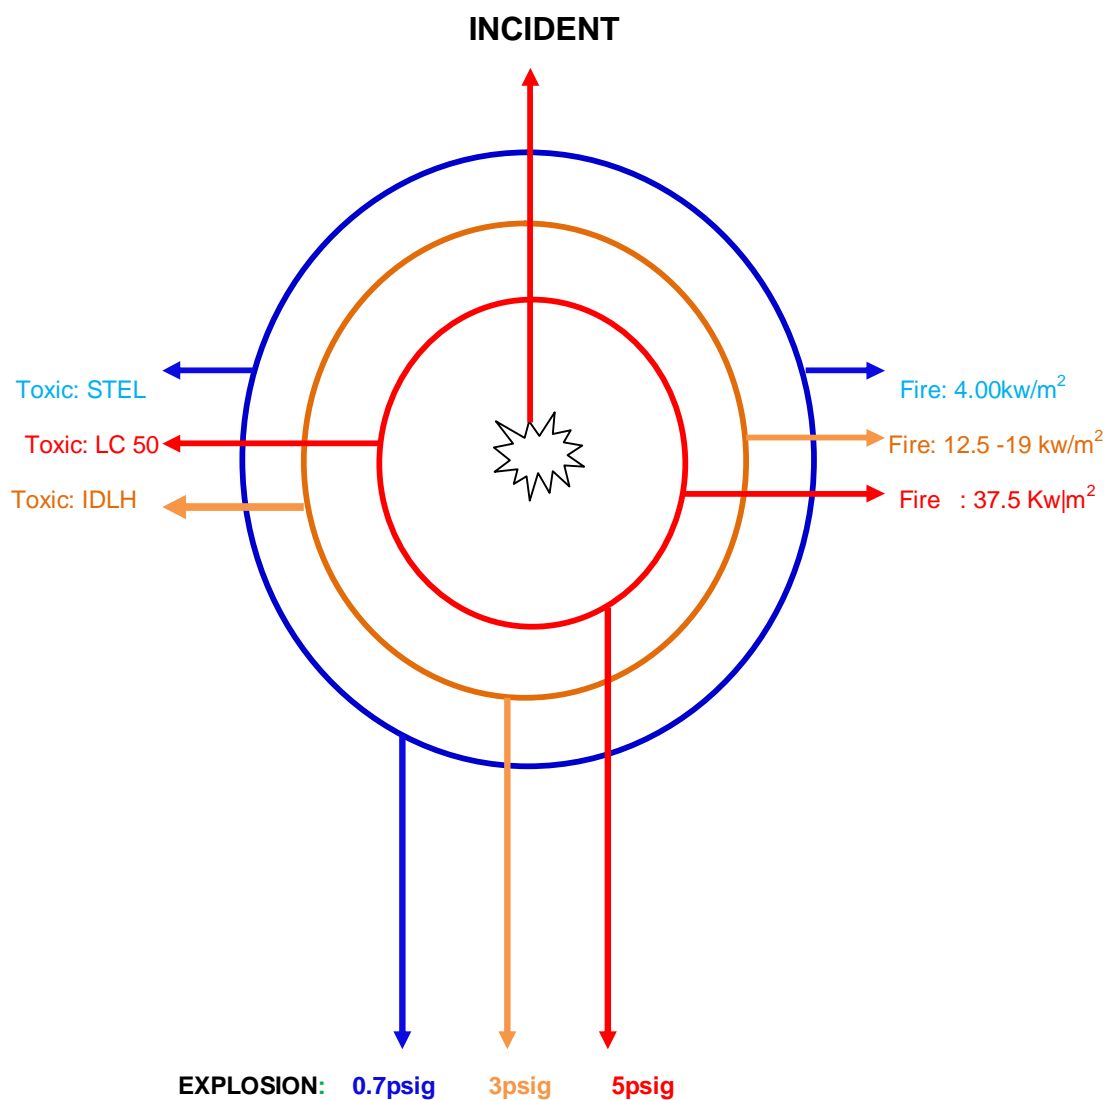 INCIDENT
Toxic: STEL
Fire: 4.00kw/m²
Toxic: LC 50
Fire: 12.5 -19 kw/m²
Toxic: IDLH
Fire   : 37.5 Kw|m²
EXPLOSION:   0.7psig   3psig   5psig